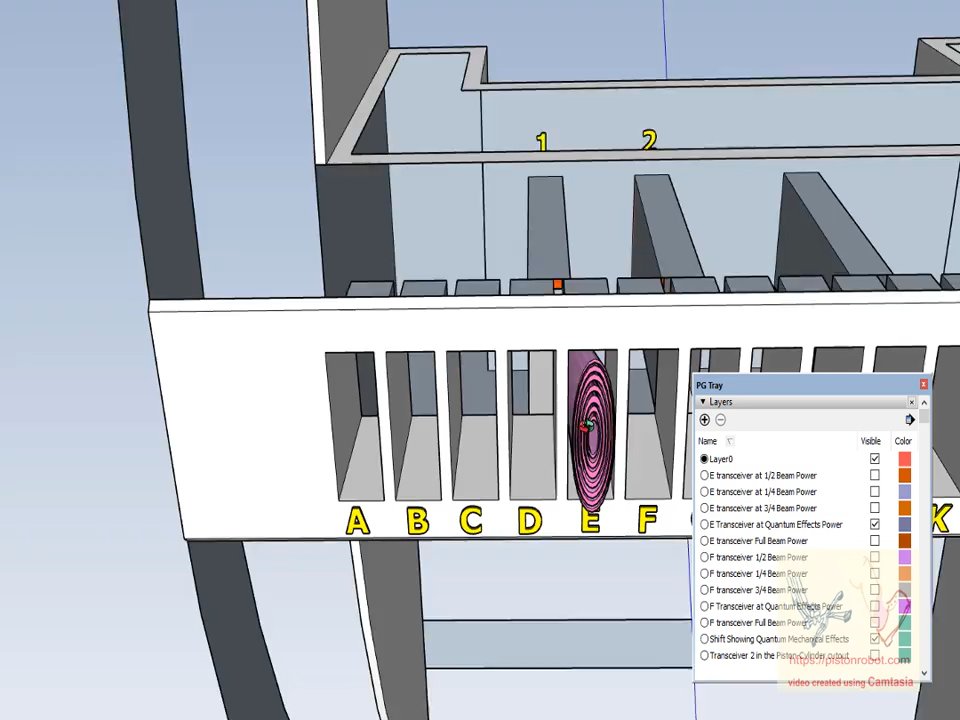 1 2
A B C D E F K
PG Tray
Layers
Name Visible Color
Layer0
E transceiver at 1/2 Beam Power
E transceiver at 1/4 Beam Power
E transceiver at 3/4 Beam Power
E Transceiver at Quantum Effects Power
E transceiver Full Beam Power
F transceiver 1/2 Beam Power
F transceiver 1/4 Beam Power
F transceiver 3/4 Beam Power
F Transceiver at Quantum Effects Power
F transceiver Full Beam Power
Shift Showing Quantum Mechanical Effects
Transceiver 2 in the Piston-Cylinder cutout
https://pistonrobot.com
video created using Camtasia